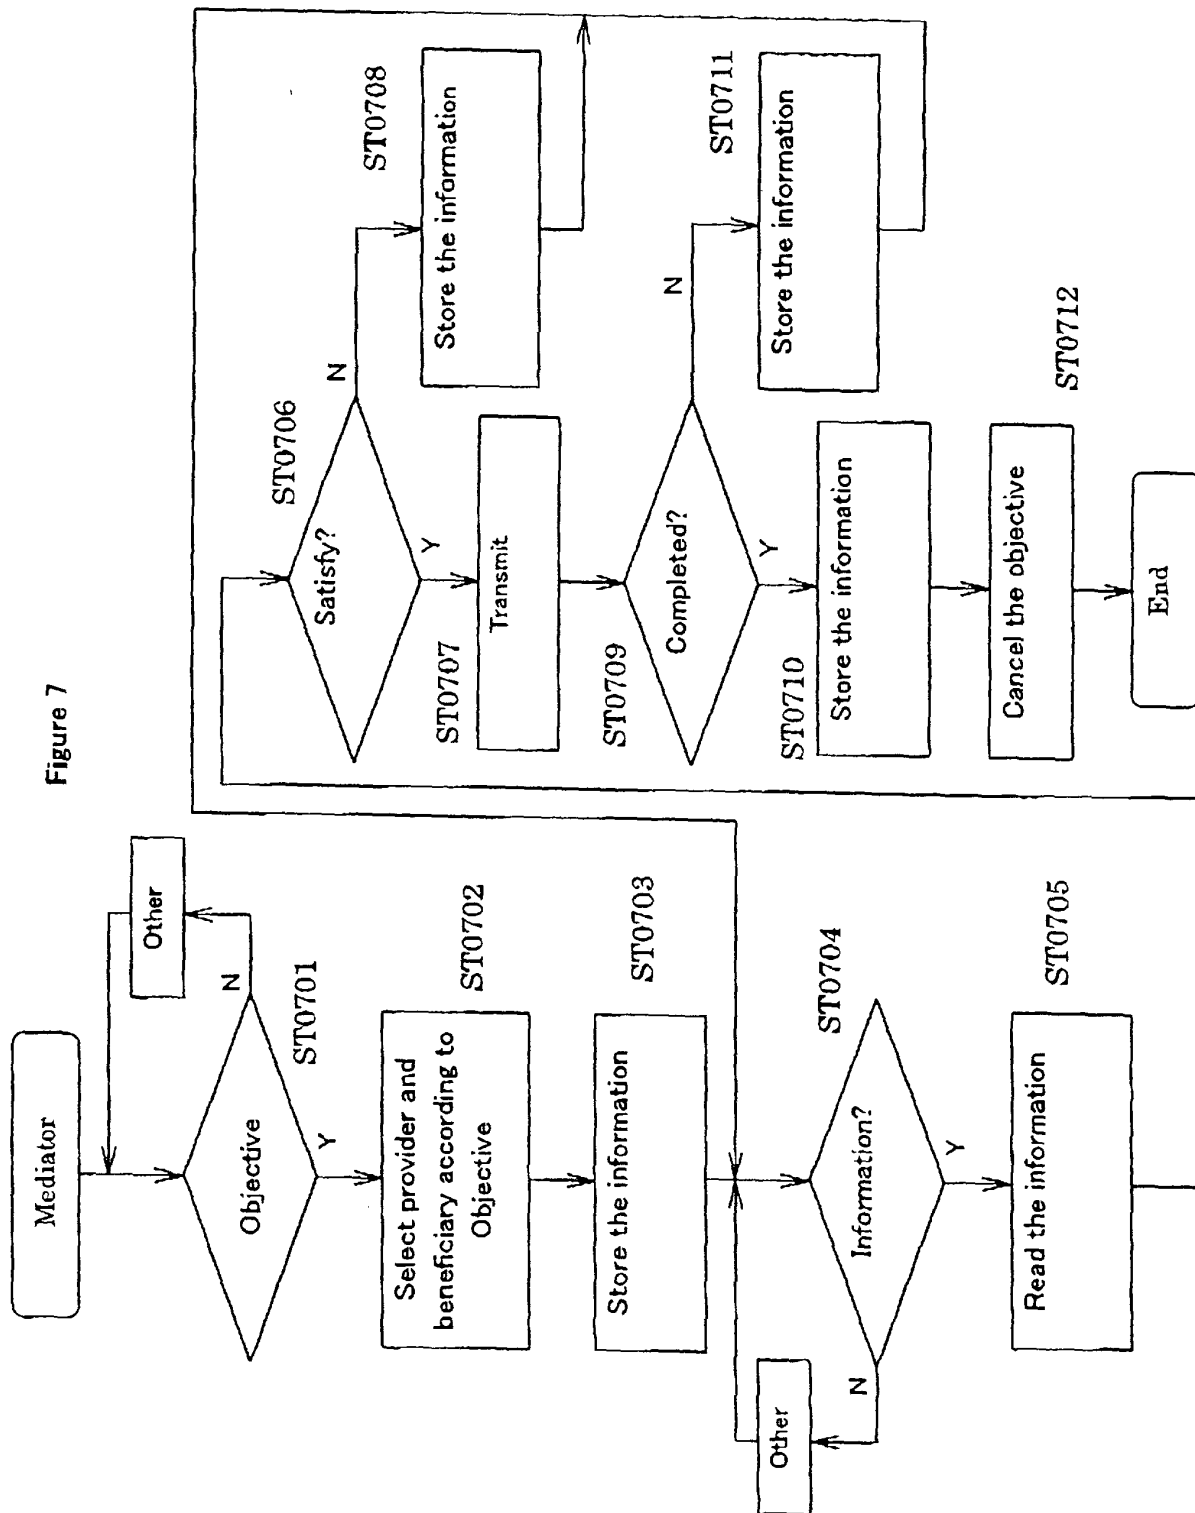 Figure 7
Mediator
Other
N
Objective
ST0701
Y
Select provider and
beneficiary according to
Objective
ST0702
Store the information
ST0703
ST0704
Information?
N
Other
Y
Read the information
ST0705
ST0706
Satisfy?
N
ST0708
Store the information
Y
ST0707
Transmit
ST0709
Completed?
N
ST0711
Store the information
Y
ST0710
Store the information
Cancel the objective
ST0712
End